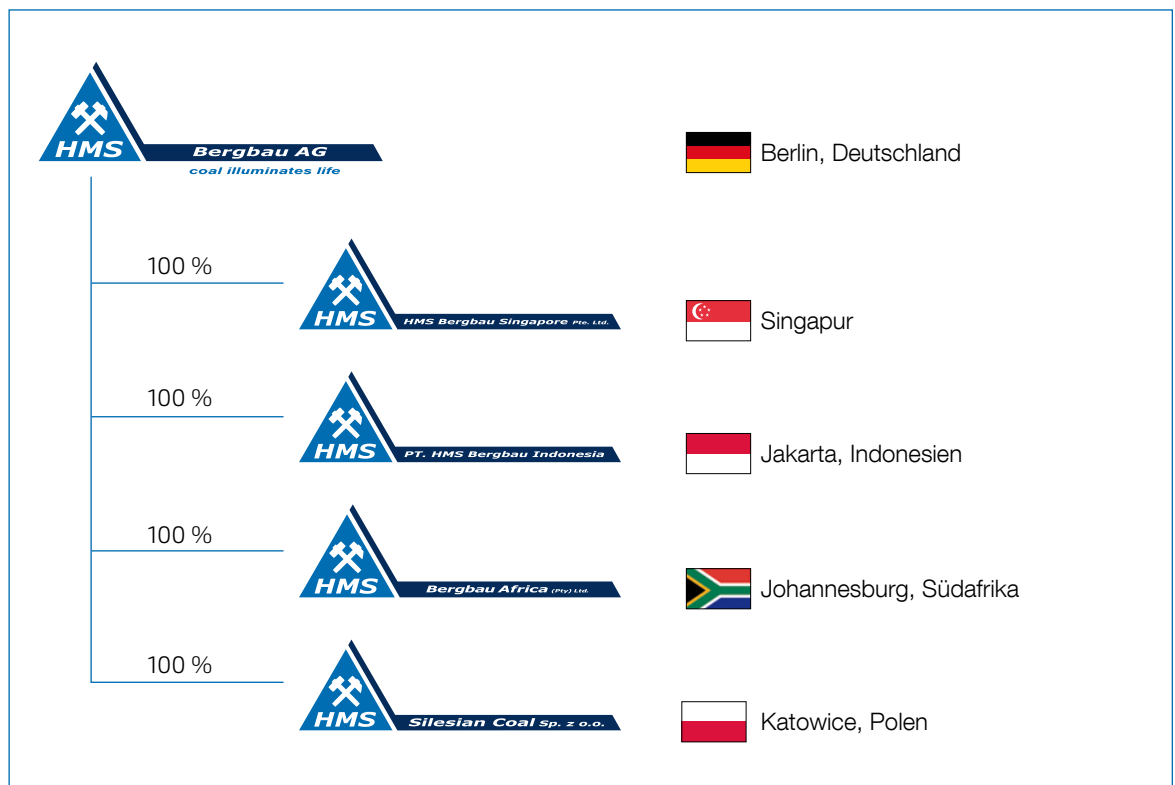 HMS Bergbau AG
coal illuminates life
Berlin, Deutschland
100 %
HMS HMS Bergbau Singapore Pte. Ltd.
Singapur
100 %
HMS PT. HMS Bergbau Indonesia
Jakarta, Indonesien
100 %
HMS Bergbau Africa (Pty) Ltd.
Johannesburg, Südafrika
100 %
HMS Silesian Coal Sp. z o.o.
Katowice, Polen